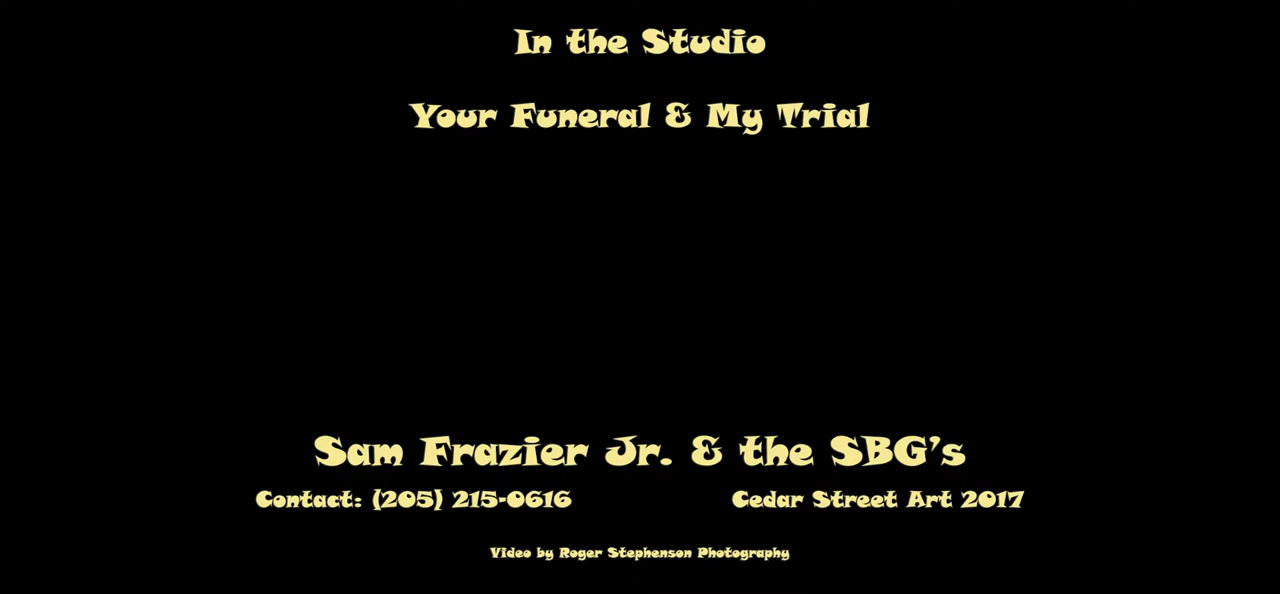 In the Studio
Your Funeral & My Trial
Sam Frazier Jr. & the SBG's
Contact: (205) 215-0616 Cedar Street Art 2017
Video by Roger Stephenson Photography